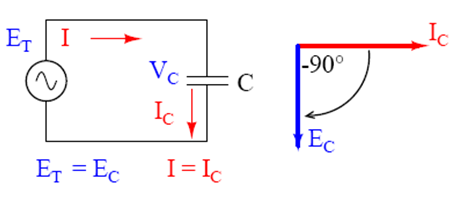 E_T I
V_C C
I_C
E_T = E_C I = I_C
I_C
-90°
E_C